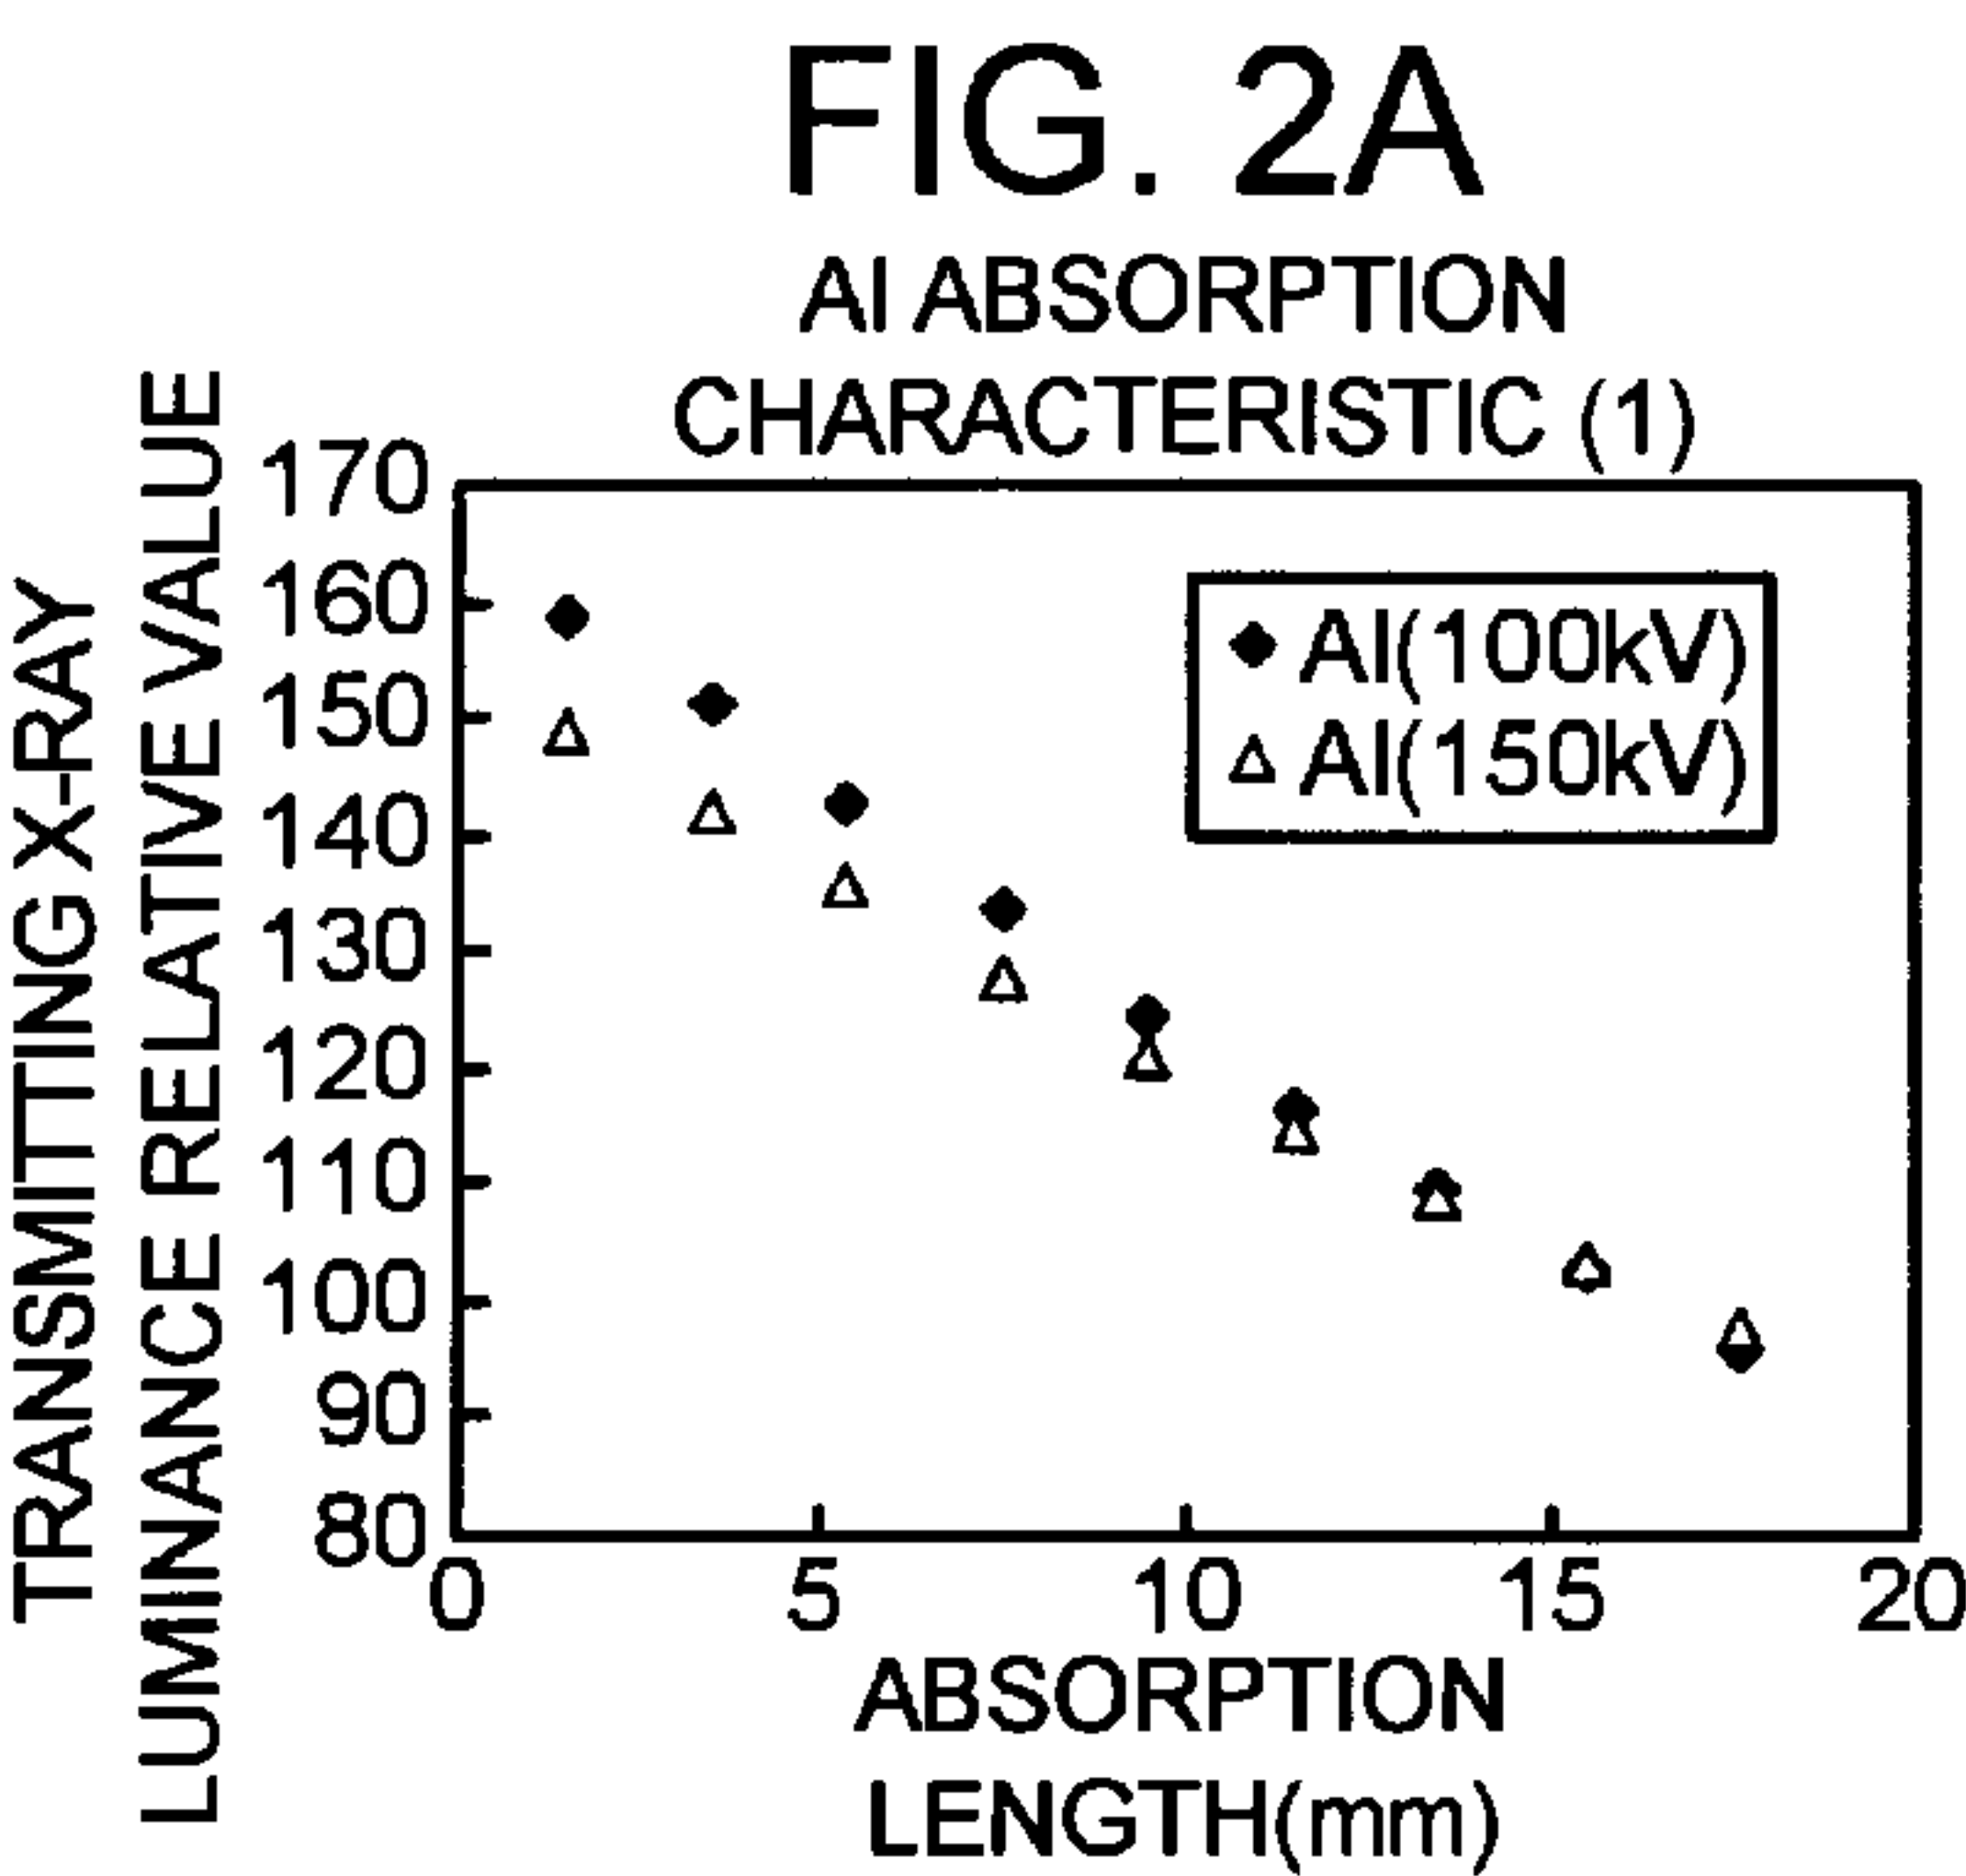 FIG. 2A
Al ABSORPTION
CHARACTERISTIC (1)
TRANSMITTING X-RAY
LUMINANCE RELATIVE VALUE
170
160
150
140
130
120
110
100
90
80
Al(100kV)
Al(150kV)
0 5 10 15 20
ABSORPTION
LENGTH(mm)